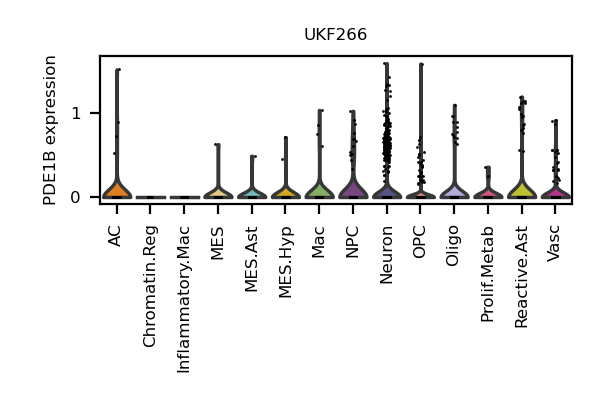 UKF266
PDE1B expression
1
0
AC
Chromatin.Reg
Inflammatory.Mac
MES
MES.Ast
MES.Hyp
Mac
NPC
Neuron
OPC
Oligo
Prolif.Metab
Reactive.Ast
Vasc